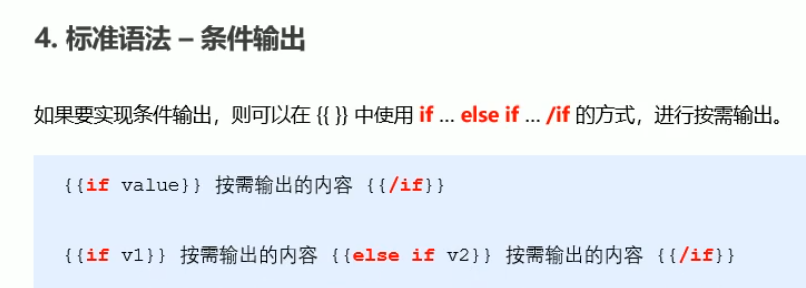 4. 标准语法 – 条件输出
如果要实现条件输出，则可以在 {{ }} 中使用 if ... else if ... /if 的方式，进行按需输出。
{{if value}} 按需输出的内容 {{/if}}
{{if v1}} 按需输出的内容 {{else if v2}} 按需输出的内容 {{/if}}